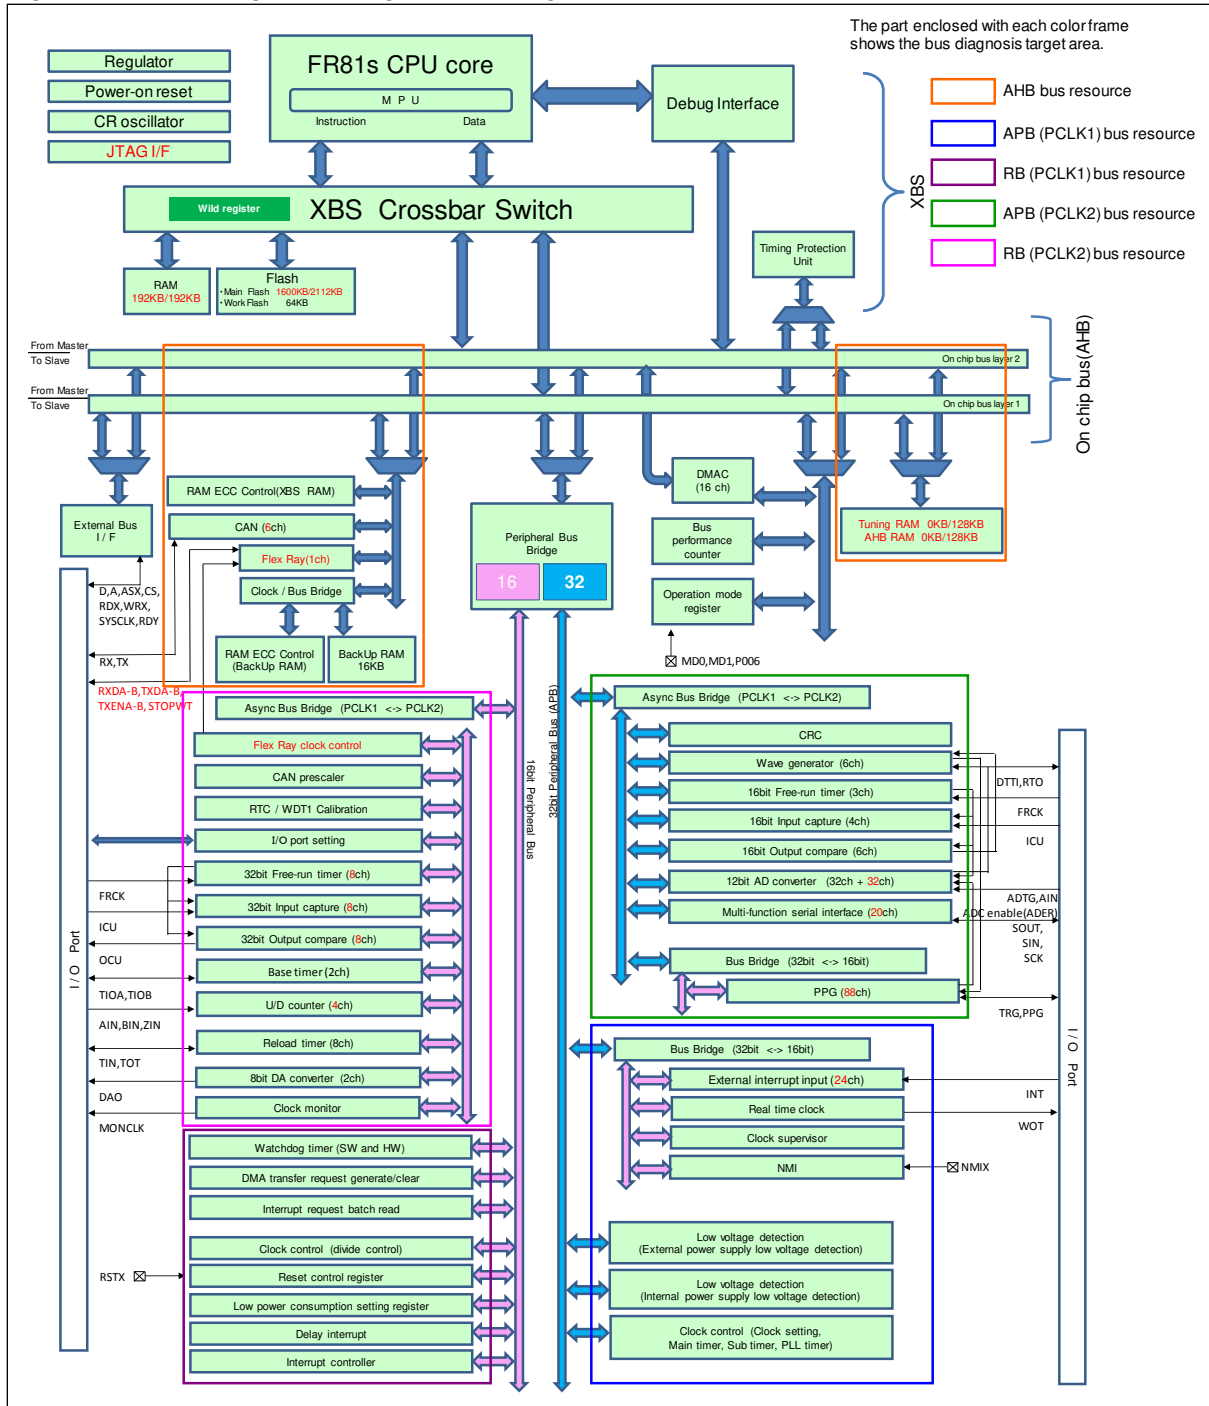 The part enclosed with each color frame
shows the bus diagnosis target area.
Regulator
Power-on reset
CR oscillator
JTAG I/F
FR81s CPU core
M P U
Instruction
Data
Debug Interface
XBS
AHB bus resource
APB (PCLK1) bus resource
RB (PCLK1) bus resource
APB (PCLK2) bus resource
RB (PCLK2) bus resource
Wild register
XBS Crossbar Switch
RAM
192KB/192KB
Flash
・Main Flash 1600KB/2112KB
・Work Flash 64KB
Timing Protection
Unit
From Master
To Slave
On chip bus layer 2
From Master
To Slave
On chip bus layer 1
On chip bus(AHB)
External Bus
I / F
RAM ECC Control(XBS RAM)
CAN (6ch)
Flex Ray(1ch)
Clock / Bus Bridge
RAM ECC Control
(BackUp RAM)
BackUp RAM
16KB
Peripheral Bus
Bridge
16
32
DMAC
(16 ch)
Bus
performance
counter
Operation mode
register
MD0,MD1,P006
Tuning RAM 0KB/128KB
AHB RAM 0KB/128KB
D,A,ASX,CS,
RDX,WRX,
SYSCLK,RDY
RX,TX
RXDA-B,TXDA-B,
TXENA-B, STOPWT
I / O Port
Async Bus Bridge (PCLK1 <-> PCLK2)
Flex Ray clock control
CAN prescaler
RTC / WDT1 Calibration
I/O port setting
32bit Free-run timer (8ch)
32bit Input capture (8ch)
32bit Output compare (8ch)
Base timer (2ch)
U/D counter (4ch)
Reload timer (8ch)
8bit DA converter (2ch)
Clock monitor
FRCK
ICU
OCU
TIOA,TIOB
AIN,BIN,ZIN
TIN,TOT
DAO
MONCLK
Watchdog timer (SW and HW)
DMA transfer request generate/clear
Interrupt request batch read
Clock control (divide control)
Reset control register
Low power consumption setting register
Delay interrupt
Interrupt controller
RSTX
16bit Peripheral Bus
32bit Peripheral Bus (APB)
Async Bus Bridge (PCLK1 <-> PCLK2)
CRC
Wave generator (6ch)
16bit Free-run timer (3ch)
16bit Input capture (4ch)
16bit Output compare (6ch)
12bit AD converter (32ch + 32ch)
Multi-function serial interface (20ch)
Bus Bridge (32bit <-> 16bit)
PPG (88ch)
DTTI,RTO
FRCK
ICU
ADTG,AIN
ADC enable(ADER)
SOUT,
SIN,
SCK
TRG,PPG
I / O Port
Bus Bridge (32bit <-> 16bit)
External interrupt input (24ch)
Real time clock
Clock supervisor
NMI
INT
WOT
NMIX
Low voltage detection
(External power supply low voltage detection)
Low voltage detection
(Internal power supply low voltage detection)
Clock control (Clock setting,
Main timer, Sub timer, PLL timer)